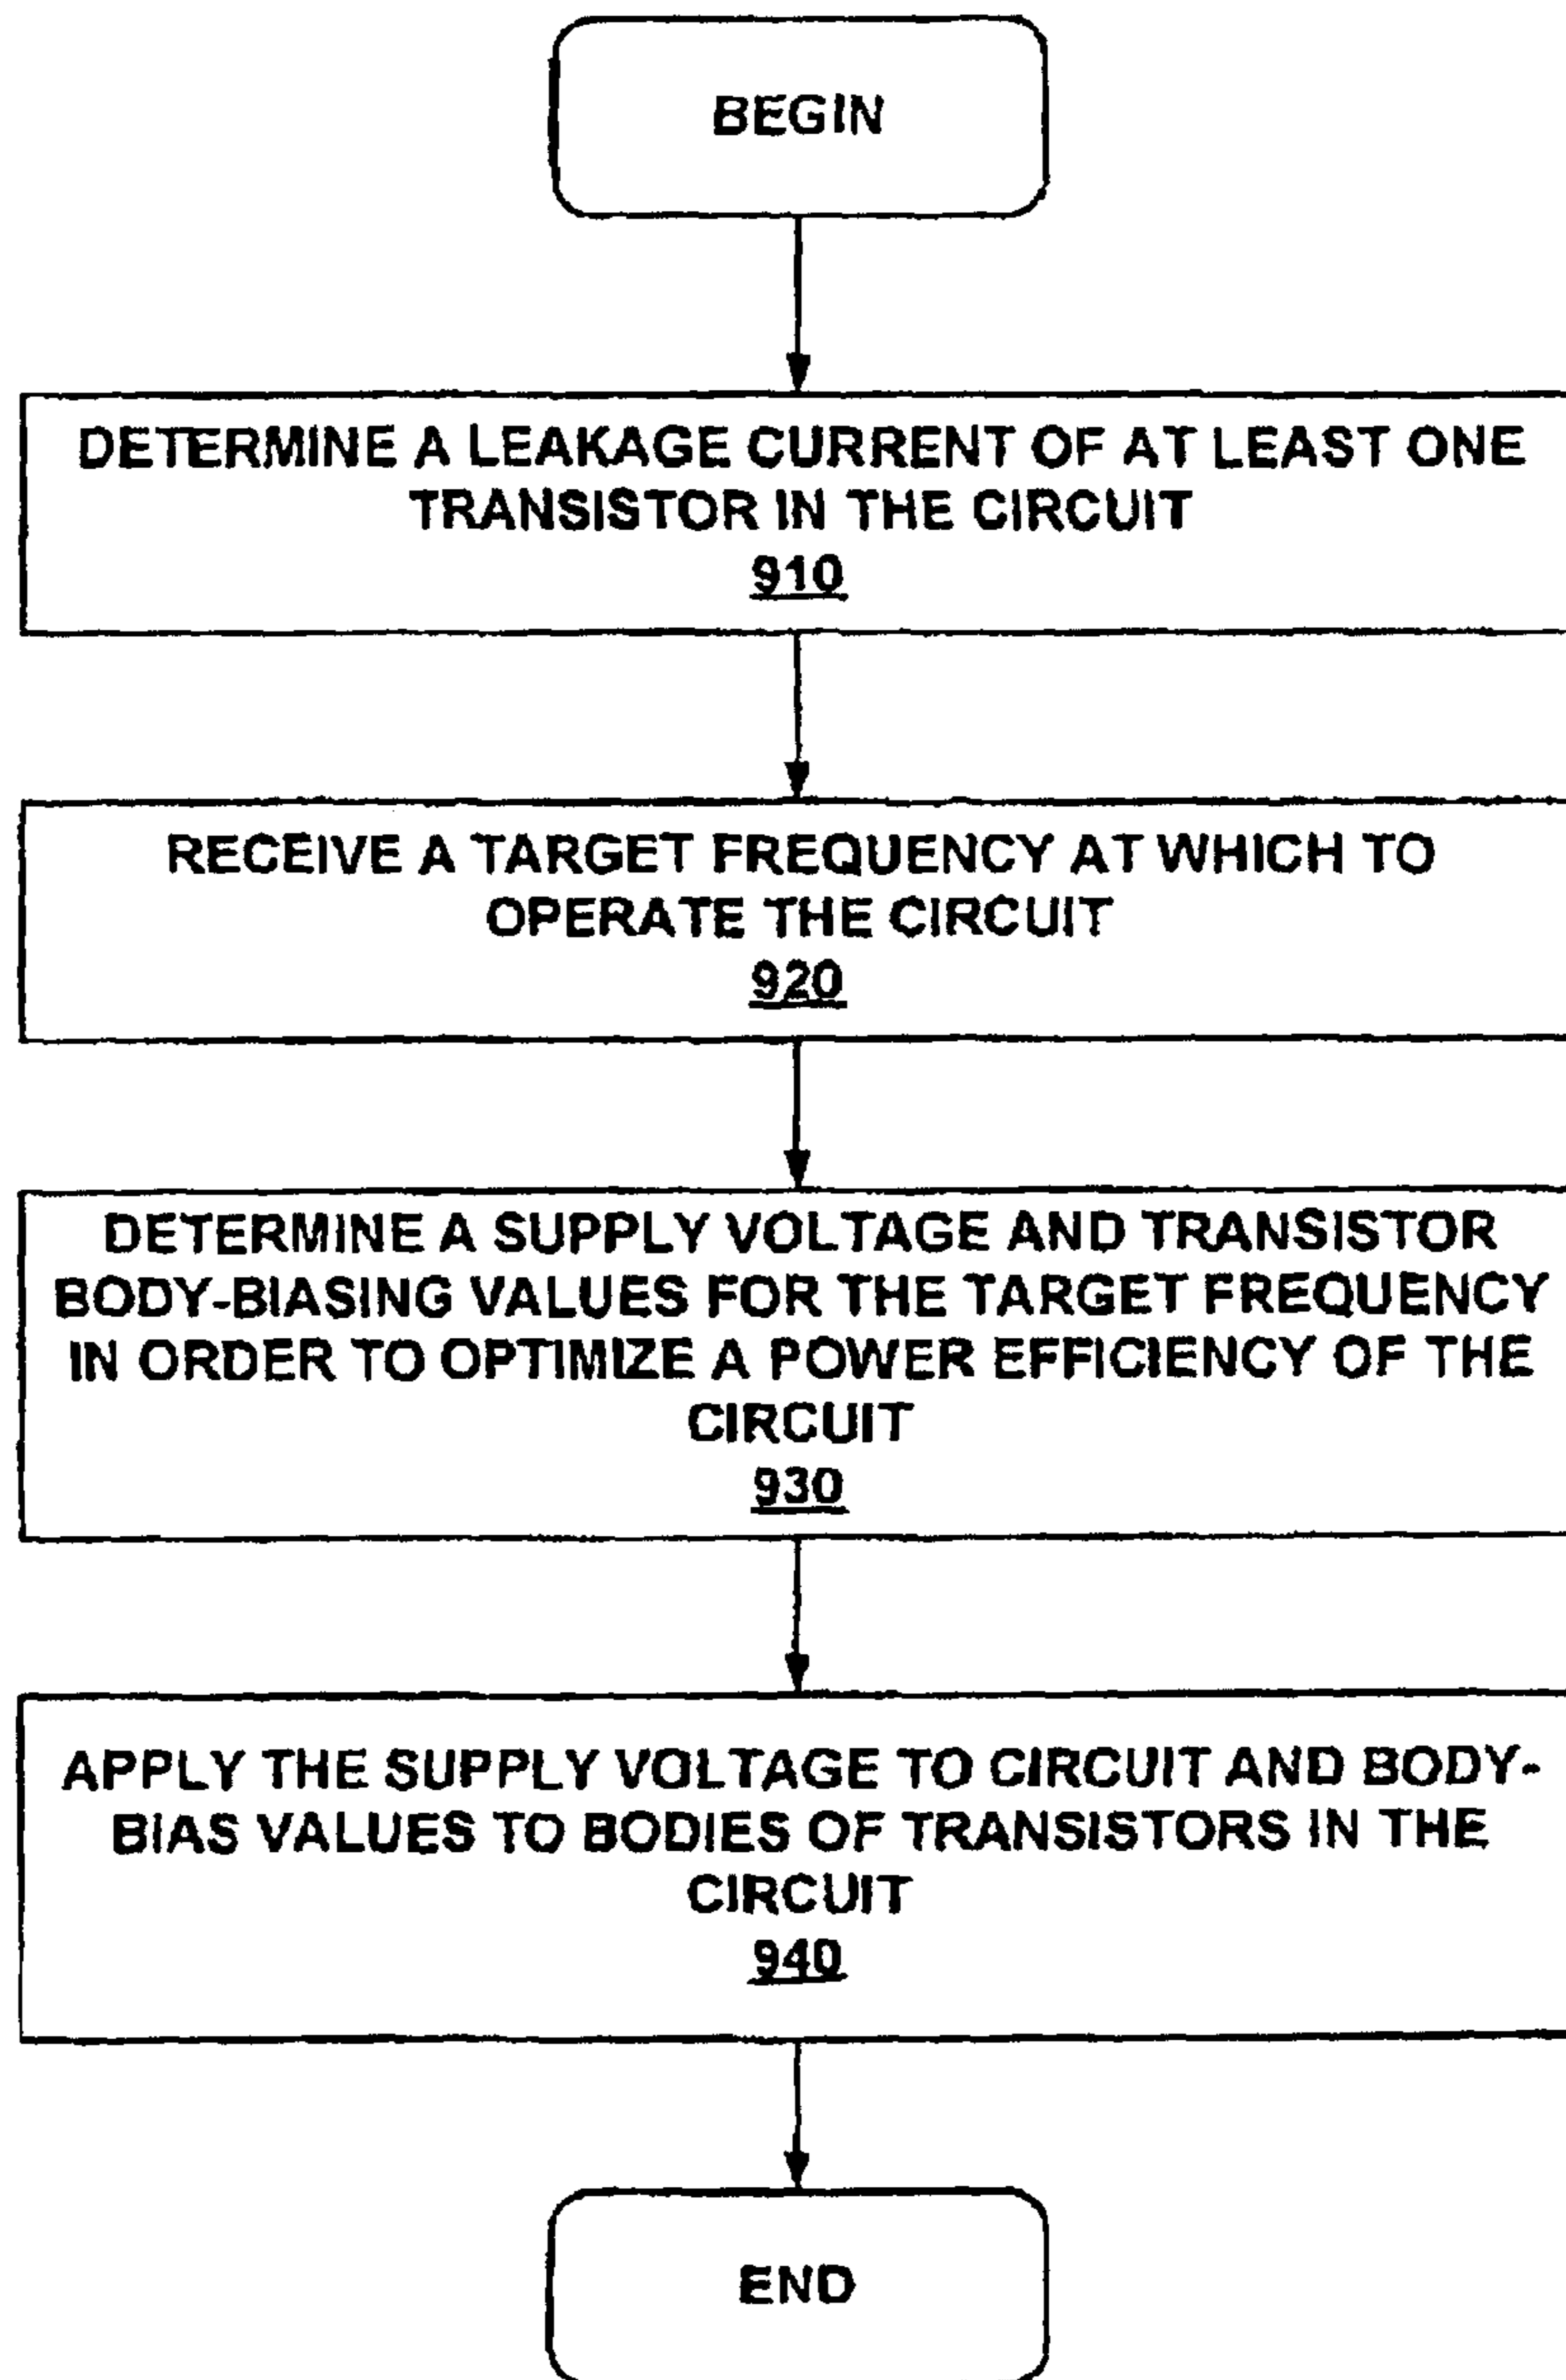 BEGIN
DETERMINE A LEAKAGE CURRENT OF AT LEAST ONE
TRANSISTOR IN THE CIRCUIT
910
RECEIVE A TARGET FREQUENCY AT WHICH TO
OPERATE THE CIRCUIT
920
DETERMINE A SUPPLY VOLTAGE AND TRANSISTOR
BODY-BIASING VALUES FOR THE TARGET FREQUENCY
IN ORDER TO OPTIMIZE A POWER EFFICIENCY OF THE
CIRCUIT
930
APPLY THE SUPPLY VOLTAGE TO CIRCUIT AND BODY-
BIAS VALUES TO BODIES OF TRANSISTORS IN THE
CIRCUIT
940
END